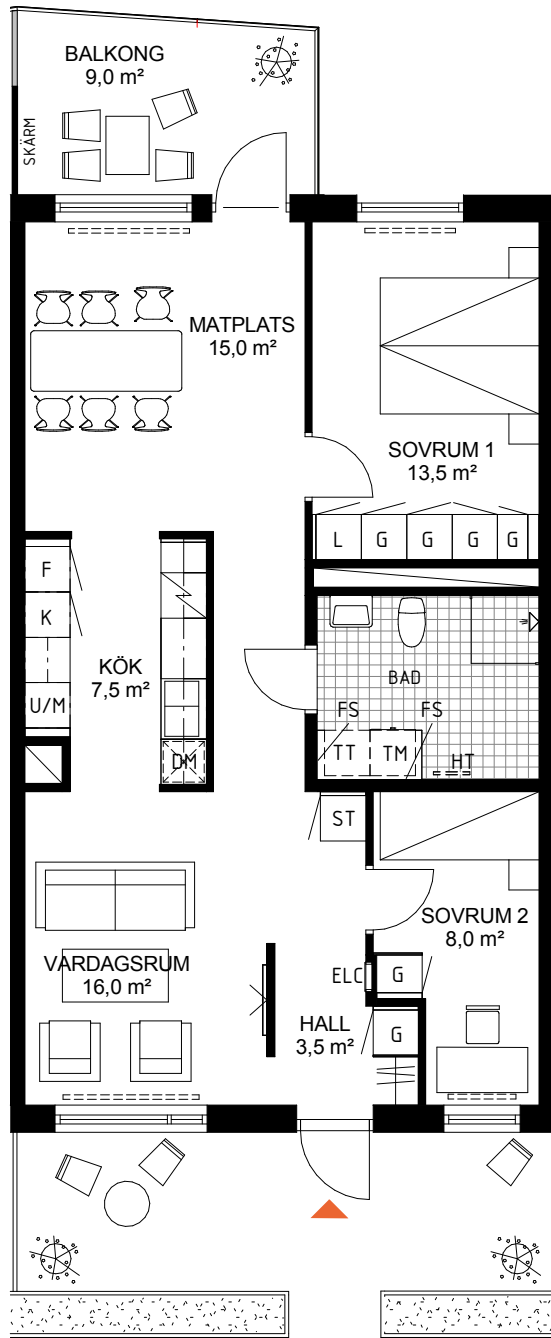 BALKONG
9,0 m²
SKÄRM
MATPLATS
15,0 m²
SOVRUM 1
13,5 m²
L G G G G
F
K
KÖK
7,5 m²
U/M
DM
BAD
FS FS
TT TM
HT
ST
SOVRUM 2
8,0 m²
VARDAGSRUM
16,0 m²
ELC
G
HALL
3,5 m²
G